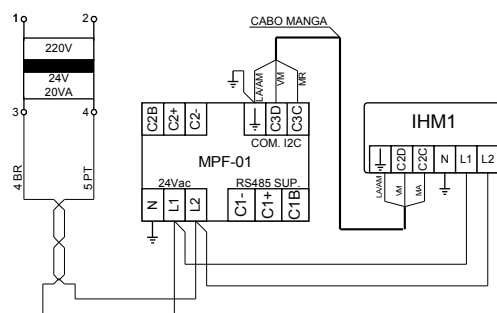 CABO MANGA
1 2
220V
24V
20VA
3 4
4 BR
5 PT
LA/AM
VM
MR
C2B
C2+
C2-
C3D
C3C
COM. I2C
MPF-01
24Vac
RS485 SUP.
N
L1
L2
C1-
C1+
C1B
IHM1
C2D
C2C
N
L1
L2
LA/AM
VM
MA